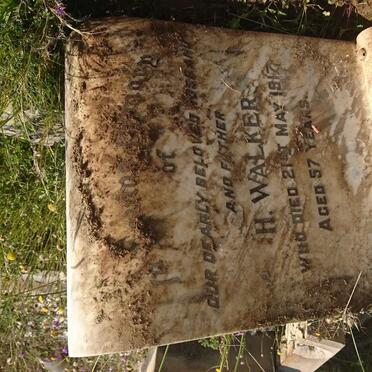 of
OUR DEARLY BELOVED HUSBAND
AND FATHER
H. WALKER
WHO DIED 21ST MAY 1917
AGED 57 YEARS.